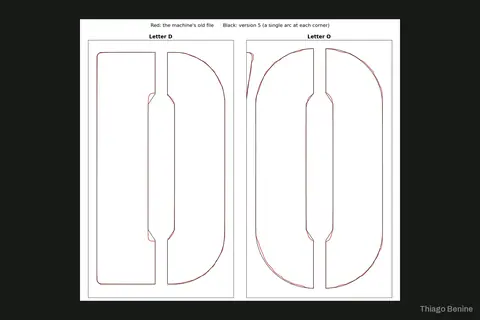 Red: the machine's old file Black: version 5 (a single arc at each corner)
Letter D Letter O
Thiago Benine